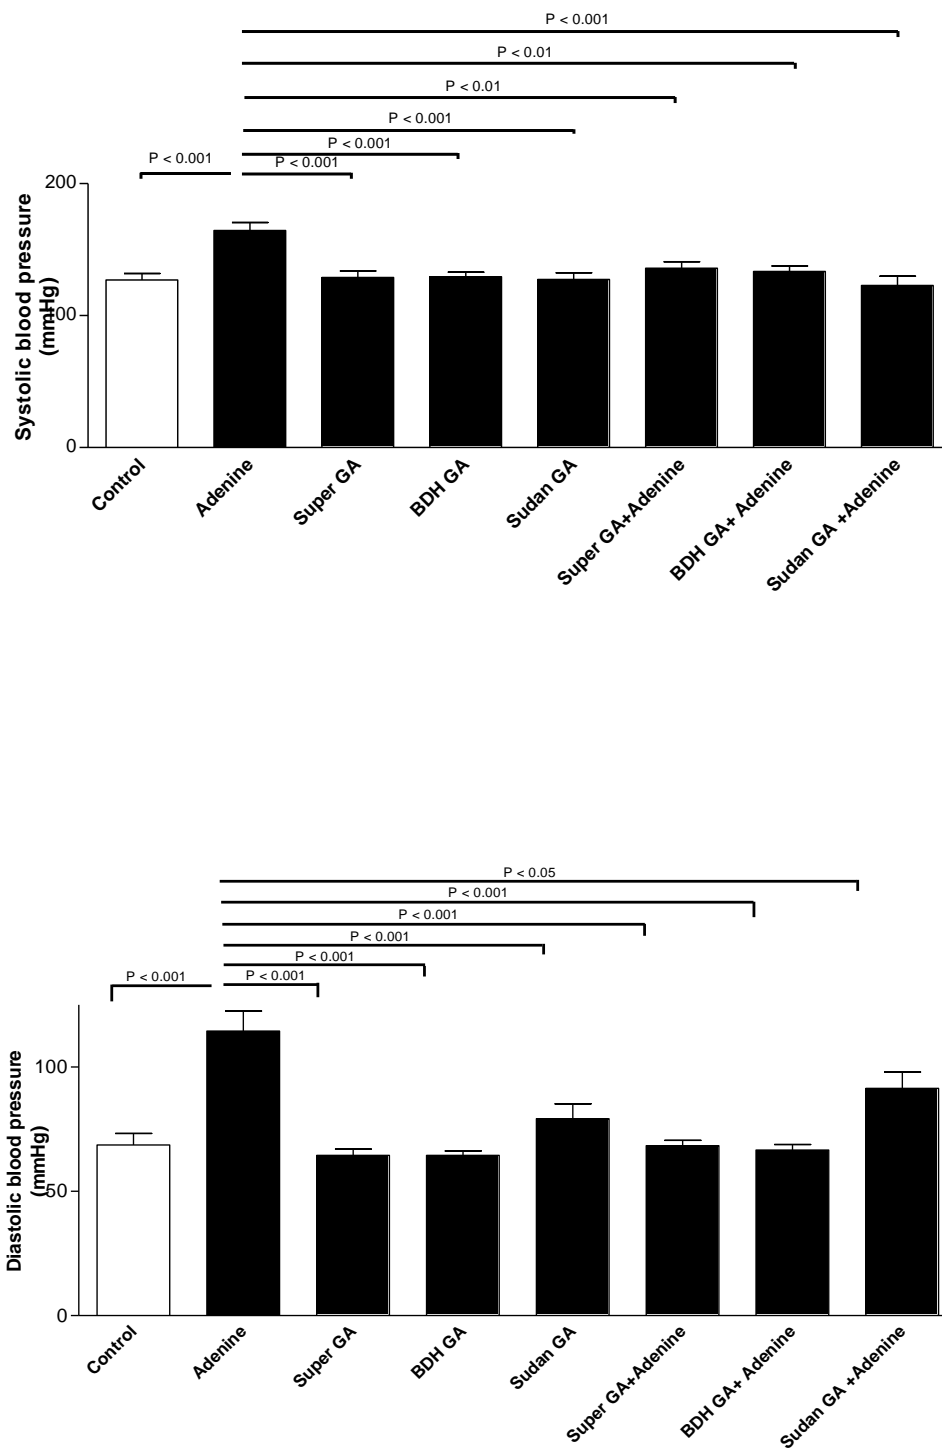 P < 0.001
P < 0.01
P < 0.01
P < 0.001
P < 0.001
P < 0.001 P < 0.001
Systolic blood pressure
(mmHg)
200
100
0
Control
Adenine
Super GA
BDH GA
Sudan GA
Super GA+Adenine
BDH GA+ Adenine
Sudan GA +Adenine
P < 0.05
P < 0.001
P < 0.001
P < 0.001
P < 0.001
P < 0.001 P < 0.001
Diastolic blood pressure
(mmHg)
100
50
0
Control
Adenine
Super GA
BDH GA
Sudan GA
Super GA+Adenine
BDH GA+ Adenine
Sudan GA +Adenine